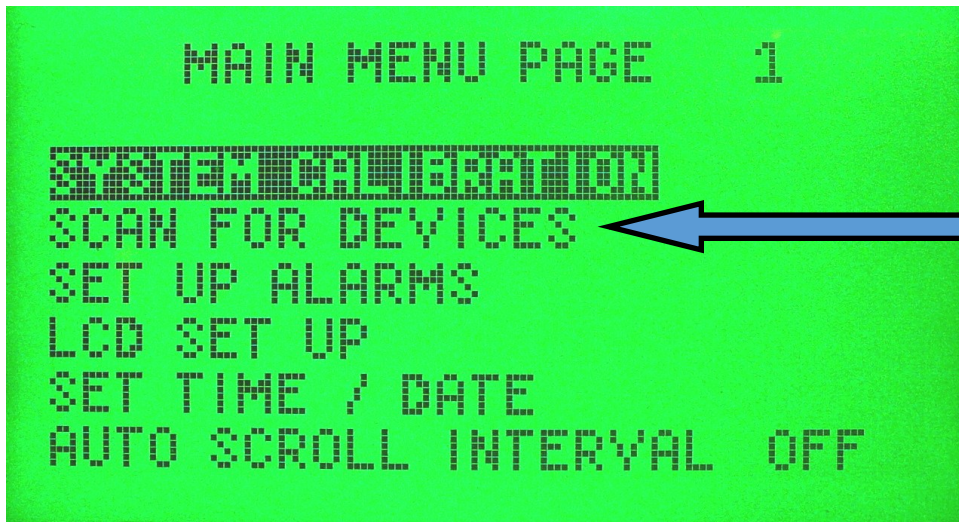 MAIN MENU PAGE 1
SYSTEM CALIBRATION
SCAN FOR DEVICES
SET UP ALARMS
LCD SET UP
SET TIME / DATE
AUTO SCROLL INTERVAL OFF